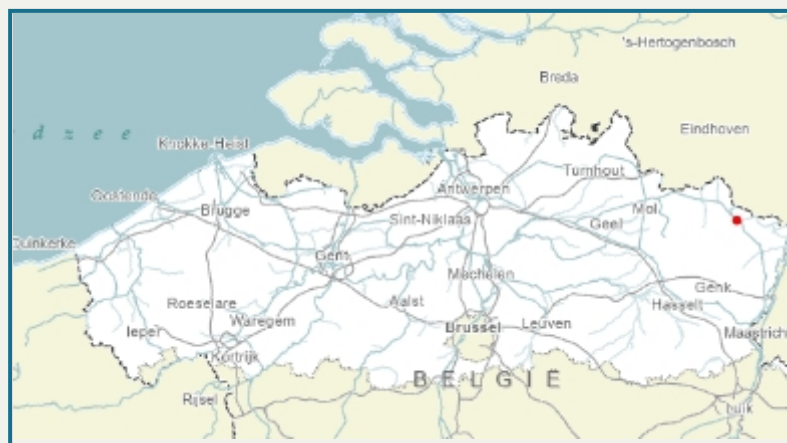 's-Hertogenbosch
Breda
d z e e
Eindhoven
Knokke-Heist
Turnhout
Oostende
Antwerpen
Brugge
Mol
Sint-Niklaas
Geel
Duinkerke
Gent
Mechelen
Genk
Roeselare
Aalst
Hasselt
Ieper
Waregem
Brussel
Leuven
Maastrich
Kortrijk
BELGIË
Rijsel
Luik